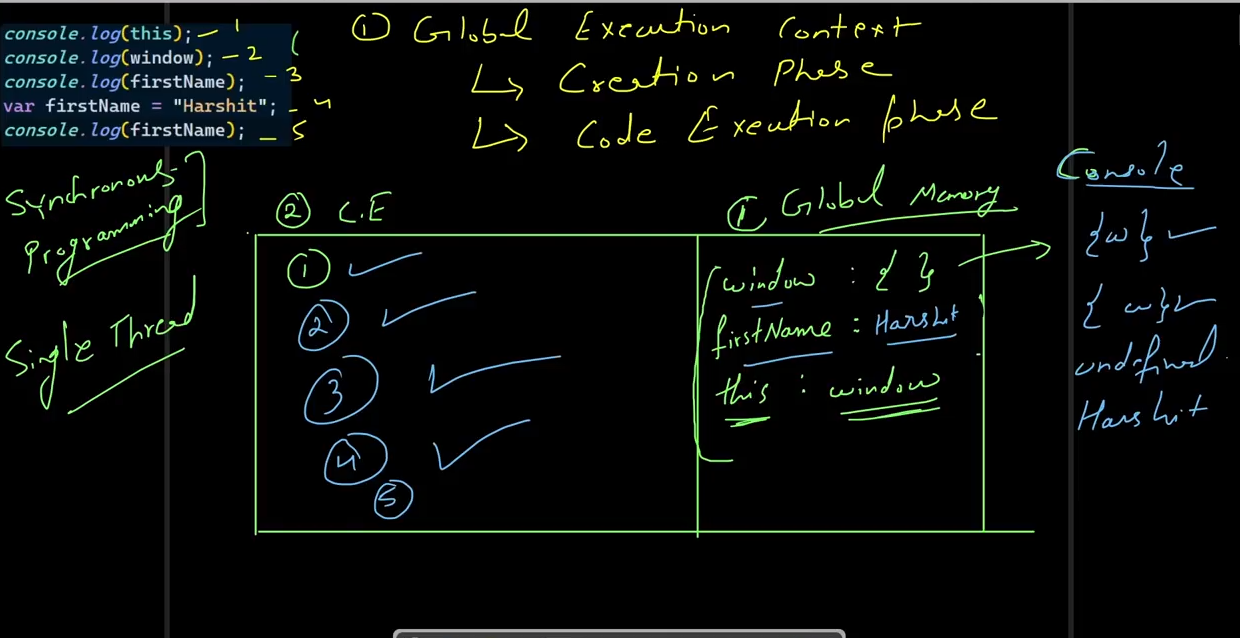 console.log(this); - 1
console.log(window); - 2
console.log(firstName); - 3
var firstName = "Harshit"; - 4
console.log(firstName); - 5
① Global Execution Context
↳ Creation Phase
↳ Code Execution phase
Synchronous
Programming
Single Thread
② C.E
① Global Memory
①
②
③
④
⑤
window : { }
firstName : Harshit
this : window
Console
{w}
{w}
undefined
Harshit